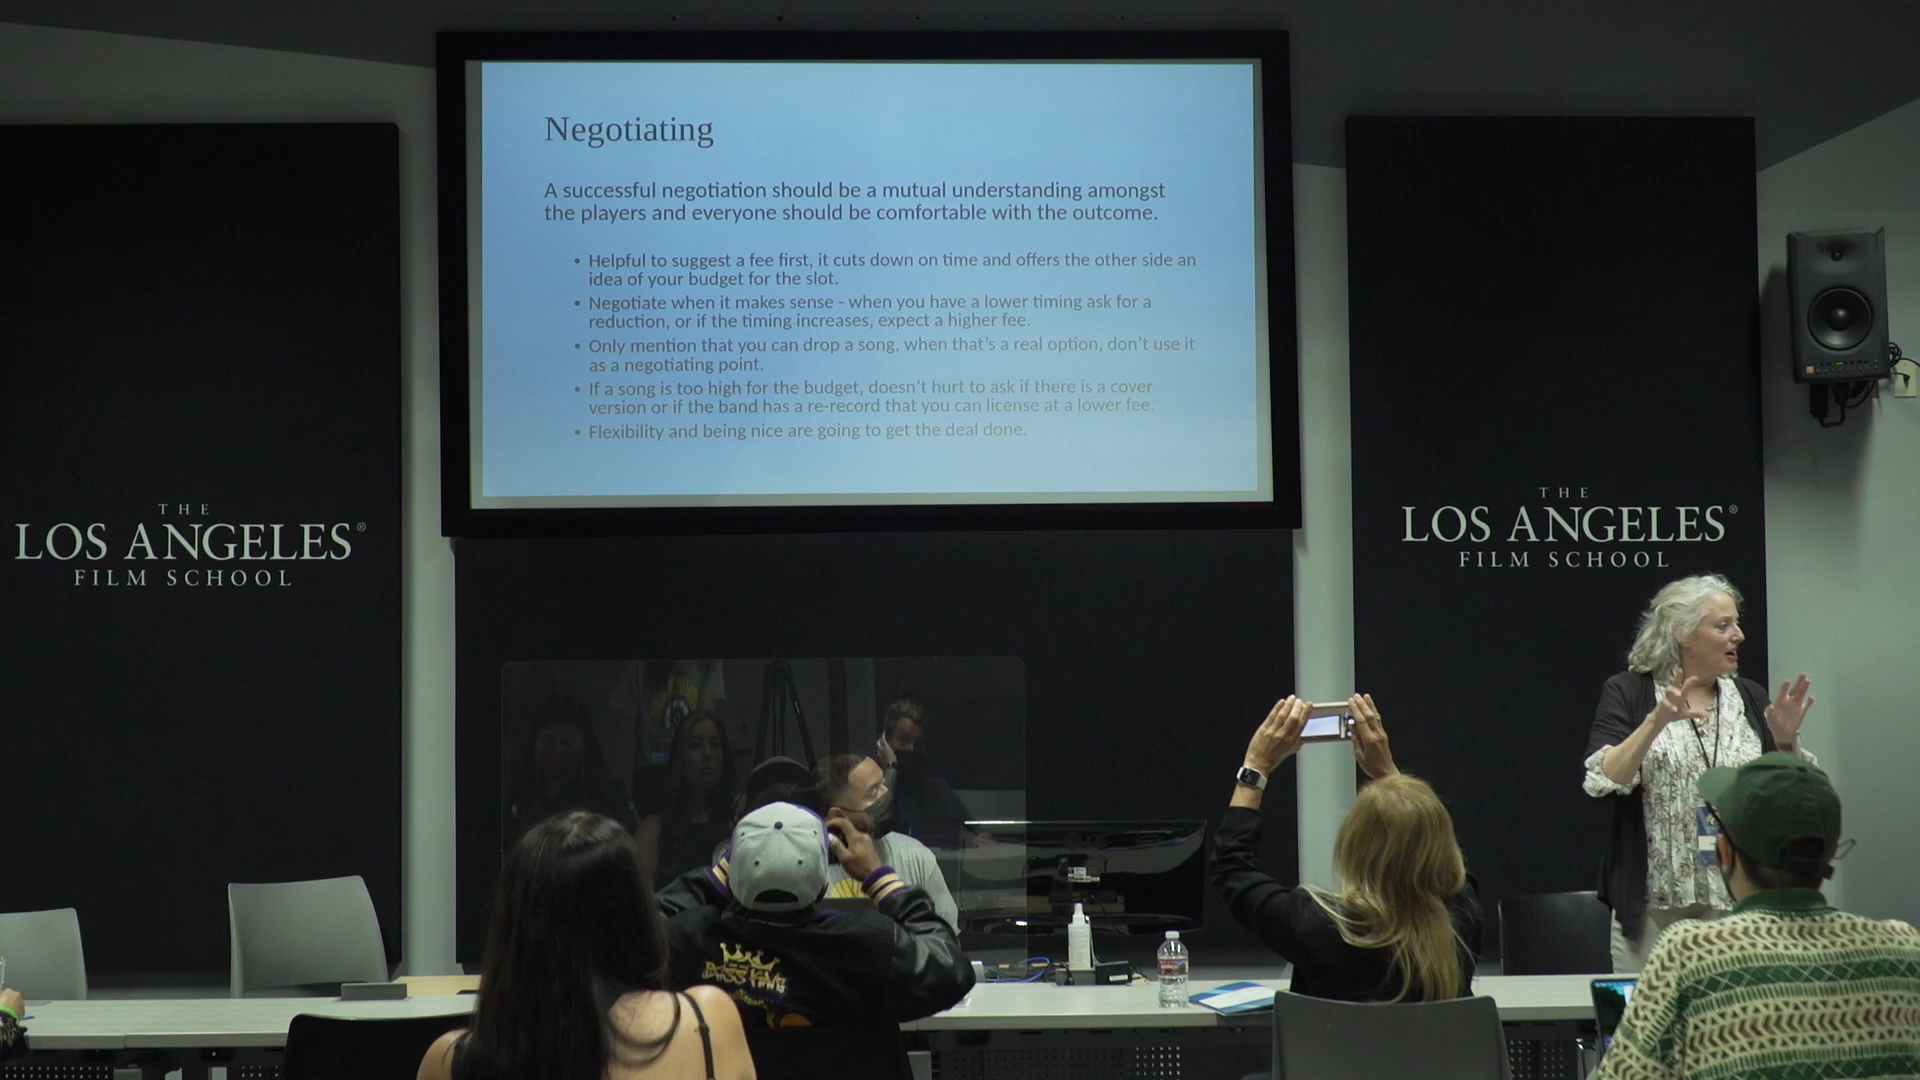 Negotiating
A successful negotiation should be a mutual understanding amongst
the players and everyone should be comfortable with the outcome.
• Helpful to suggest a fee first, it cuts down on time and offers the other side an
idea of your budget for the slot.
• Negotiate when it makes sense - when you have a lower timing ask for a
reduction, or if the timing increases, expect a higher fee.
• Only mention that you can drop a song, when that's a real option, don't use it
as a negotiating point.
• If a song is too high for the budget, doesn't hurt to ask if there is a cover
version or if the band has a re-record that you can license at a lower fee.
• Flexibility and being nice are going to get the deal done.
THE
LOS ANGELES®
FILM SCHOOL
THE
LOS ANGELES®
FILM SCHOOL